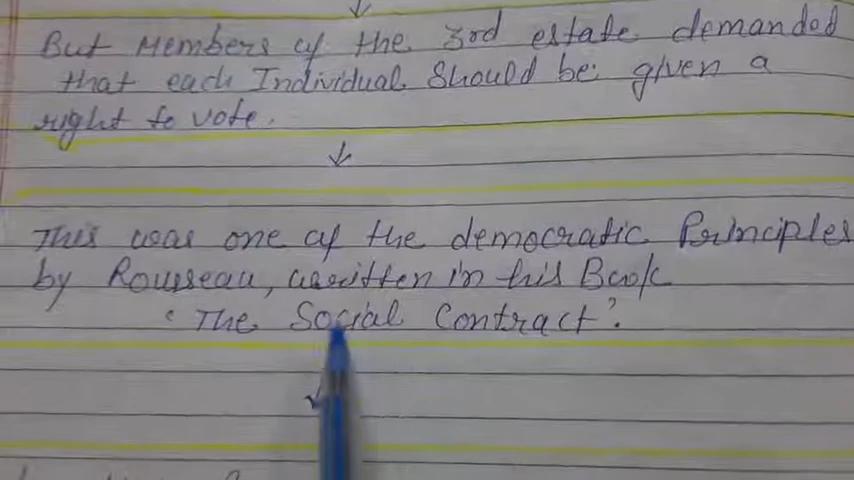 But Members of the 3rd estate demanded
that each Individual Should be given a
right to vote.
This was one of the democratic Principles
by Rousseau, written in his Book
'The Social Contract'.